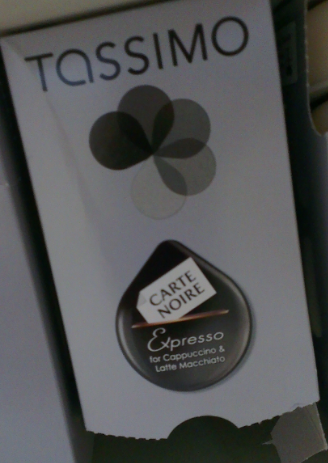 TASSIMO
CARTE
NOIRE
Expresso
for Cappuccino &
Latte Macchiato